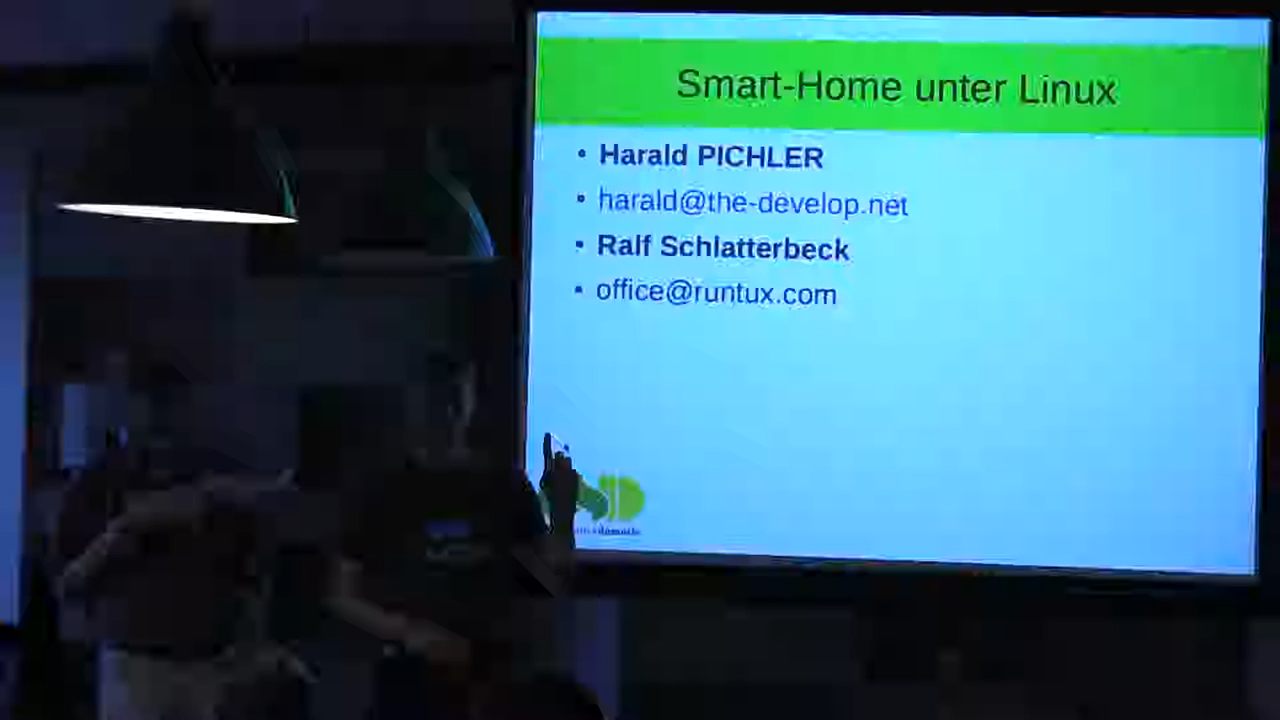 Smart-Home unter Linux
• Harald PICHLER
• harald@the-develop.net
• Ralf Schlatterbeck
• office@runtux.com